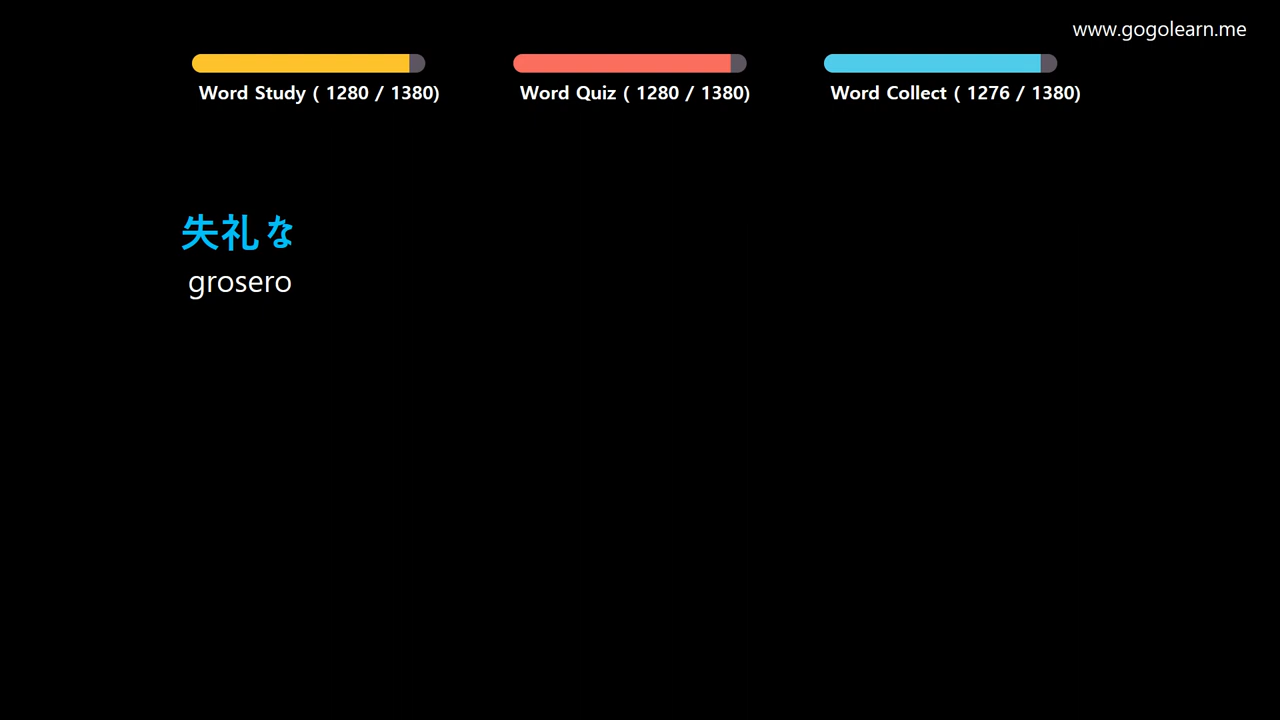 www.gogolearn.me
Word Study ( 1280 / 1380)
Word Quiz ( 1280 / 1380)
Word Collect ( 1276 / 1380)
失礼な
grosero